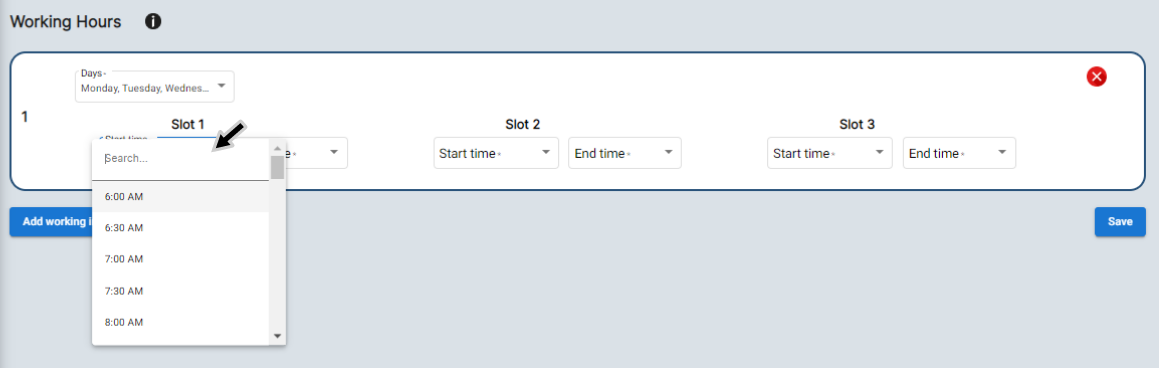 Working Hours
Days*
Monday, Tuesday, Wednes...
1
Slot 1
Slot 2
Slot 3
Start time
Start time*
End time*
Start time*
End time*
Search...
6:00 AM
6:30 AM
7:00 AM
7:30 AM
8:00 AM
Add working
Save